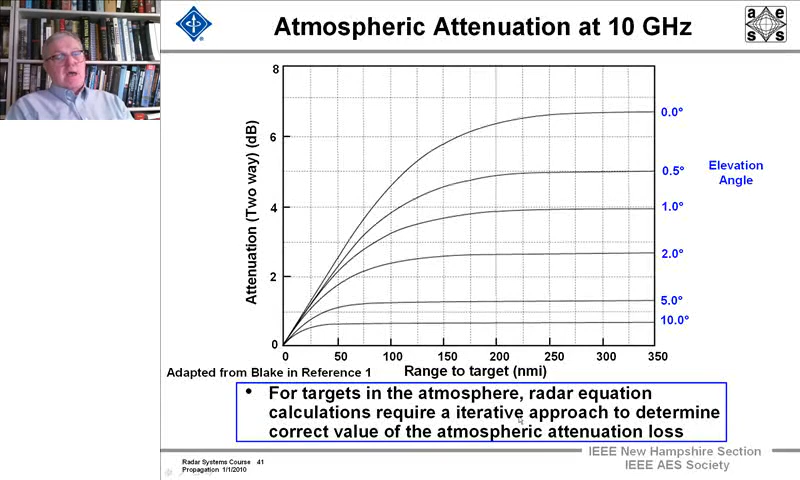 Atmospheric Attenuation at 10 GHz
a e
s s
8
6
4
2
0
Attenuation (Two way) (dB)
0.0°
0.5°
1.0°
2.0°
5.0°
10.0°
Elevation
Angle
0 50 100 150 200 250 300 350
Adapted from Blake in Reference 1
Range to target (nmi)
• For targets in the atmosphere, radar equation
calculations require a iterative approach to determine
correct value of the atmospheric attenuation loss
Radar Systems Course 41
Propagation 1/1/2010
IEEE New Hampshire Section
IEEE AES Society